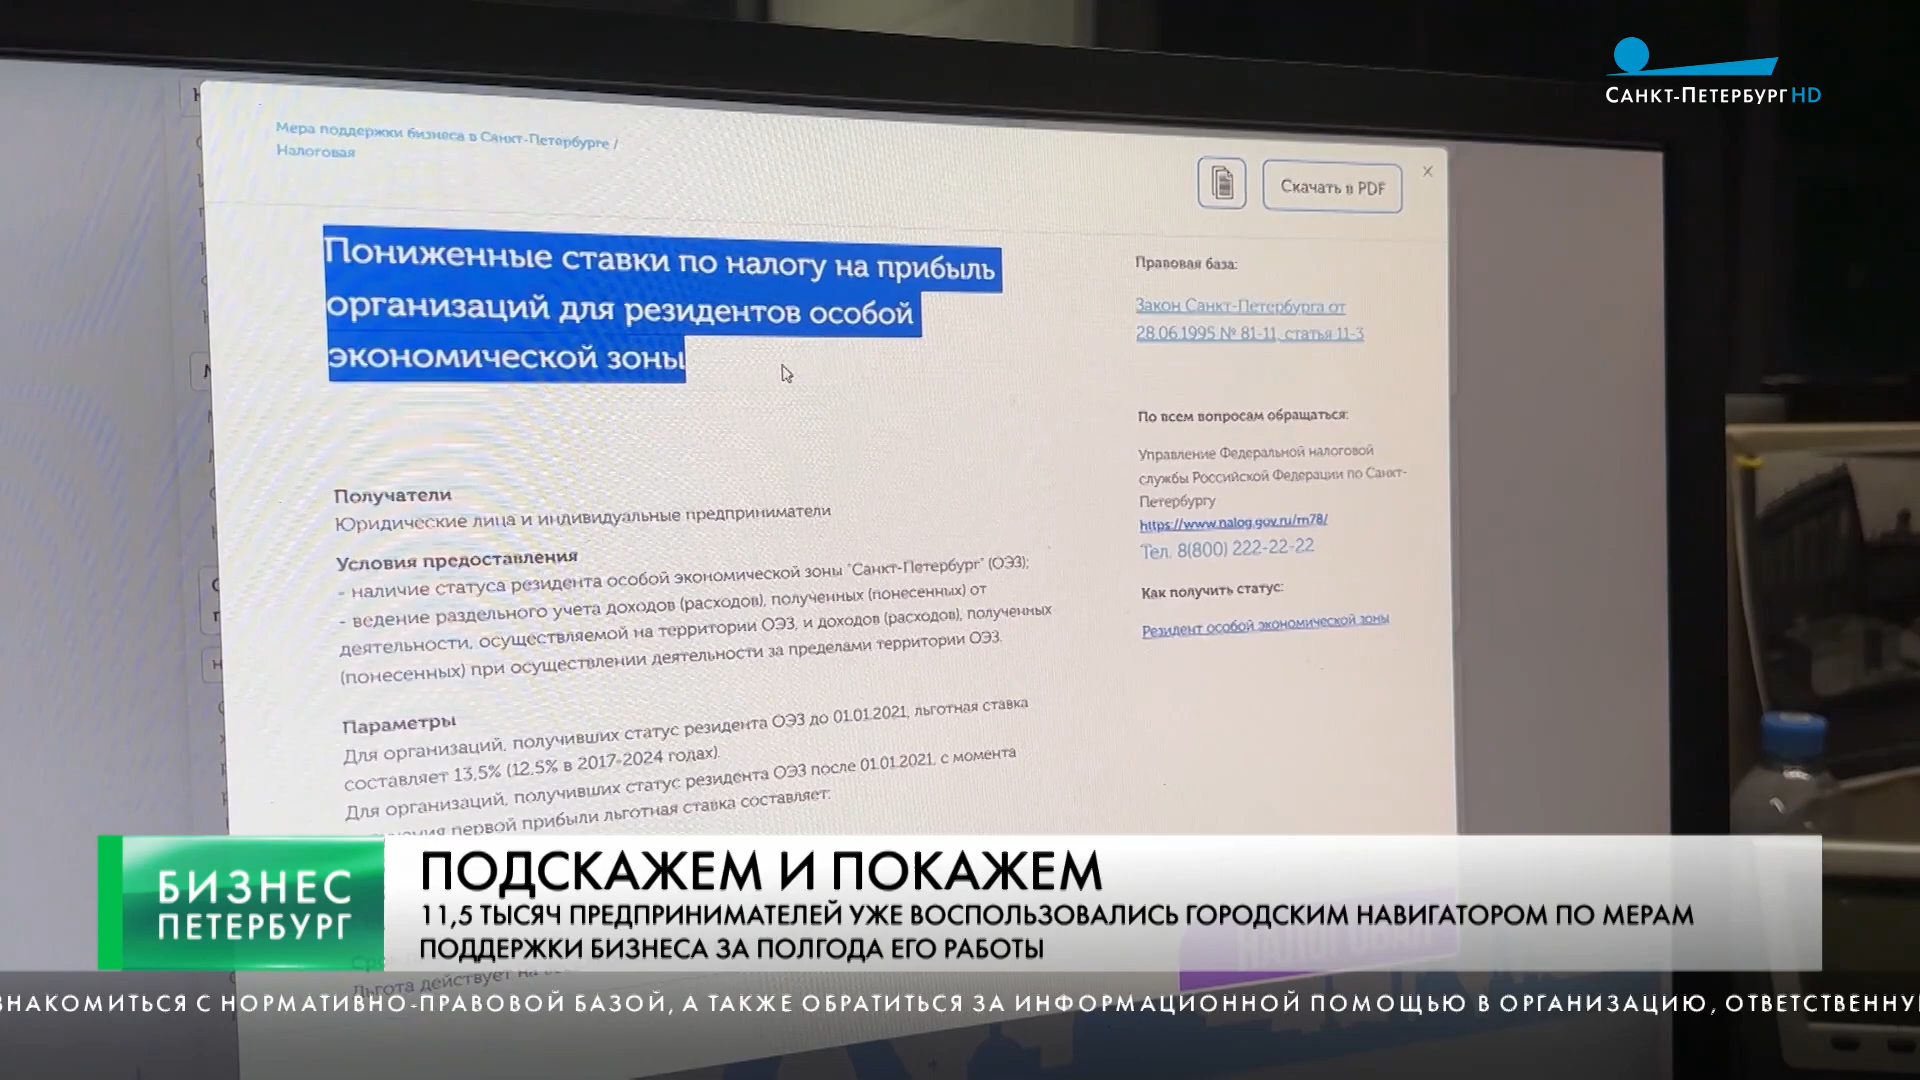 САНКТ-ПЕТЕРБУРГ HD
Мера поддержки бизнеса в Санкт-Петербурге /
Налоговая
Скачать в PDF
Пониженные ставки по налогу на прибыль
организаций для резидентов особой
экономической зоны
Получатели
Юридические лица и индивидуальные предприниматели
Условия предоставления
- наличие статуса резидента особой экономической зоны "Санкт-Петербург" (ОЭЗ);
- ведение раздельного учета доходов (расходов), полученных (понесенных) от
деятельности, осуществляемой на территории ОЭЗ, и доходов (расходов), полученных
(понесенных) при осуществлении деятельности за пределами территории ОЭЗ.
Параметры
Для организаций, получивших статус резидента ОЭЗ до 01.01.2021, льготная ставка
составляет 13,5% (12,5% в 2017-2024 годах).
Для организаций, получивших статус резидента ОЭЗ после 01.01.2021, с момента
первой прибыли льготная ставка составляет:
Льгота действует на
Правовая база:
Закон Санкт-Петербурга от
28.06.1995 № 81-11, статья 11-3
По всем вопросам обращаться:
Управление Федеральной налоговой
службы Российской Федерации по Санкт-
Петербургу
https://www.nalog.gov.ru/rn78/
Тел. 8(800) 222-22-22
Как получить статус:
Резидент особой экономической зоны
БИЗНЕС
ПЕТЕРБУРГ
ПОДСКАЖЕМ И ПОКАЖЕМ
11,5 ТЫСЯЧ ПРЕДПРИНИМАТЕЛЕЙ УЖЕ ВОСПОЛЬЗОВАЛИСЬ ГОРОДСКИМ НАВИГАТОРОМ ПО МЕРАМ
ПОДДЕРЖКИ БИЗНЕСА ЗА ПОЛГОДА ЕГО РАБОТЫ
ЗНАКОМИТЬСЯ С НОРМАТИВНО-ПРАВОВОЙ БАЗОЙ, А ТАКЖЕ ОБРАТИТЬСЯ ЗА ИНФОРМАЦИОННОЙ ПОМОЩЬЮ В ОРГАНИЗАЦИЮ, ОТВЕТСТВЕННУ